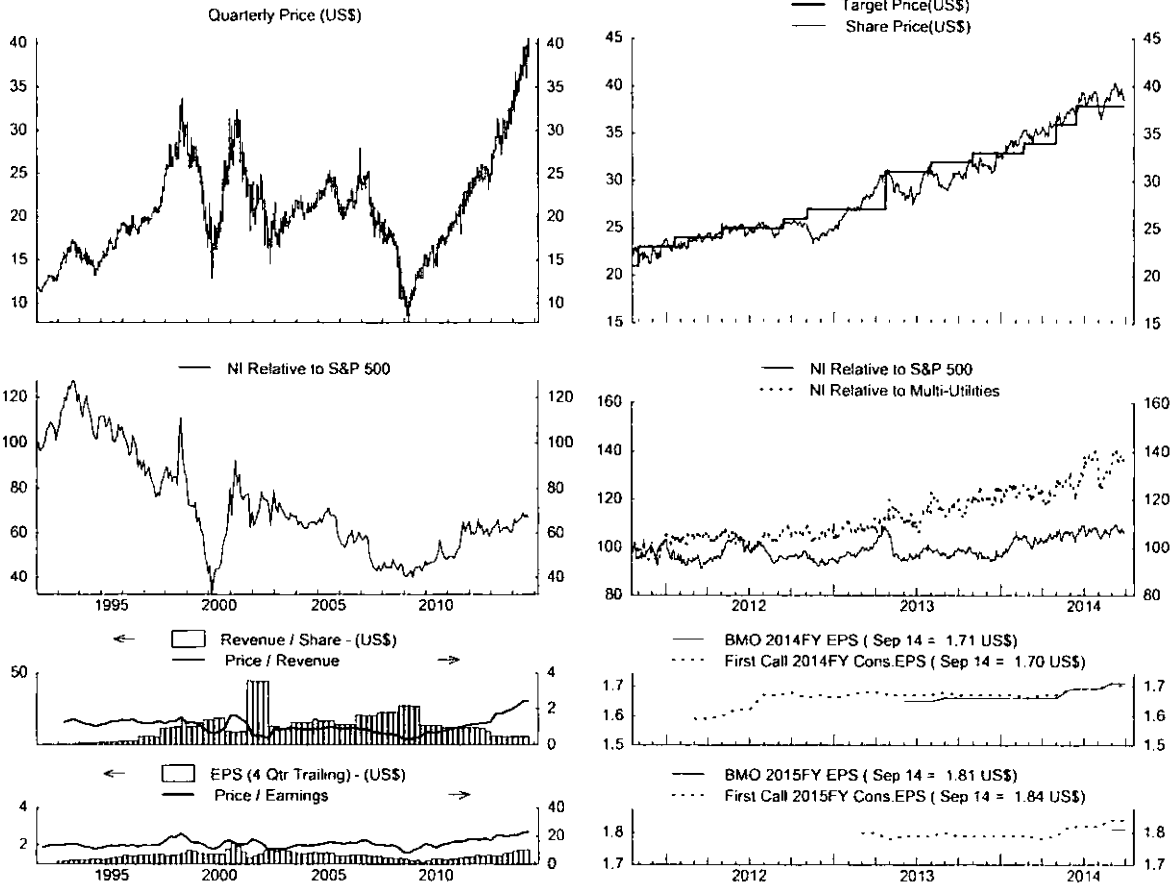 Quarterly Price (US$)
40 40
35 35
30 30
25 25
20 20
15 15
10 10
Target Price(US$)
Share Price(US$)
45 45
40 40
35 35
30 30
25 25
20 20
15 15
NI Relative to S&P 500
120 120
100 100
80 80
60 60
40 40
1995 2000 2005 2010
NI Relative to S&P 500
NI Relative to Multi-Utilities
160 160
140 140
120 120
100 100
80 80
2012 2013 2014
← Revenue / Share - (US$)
Price / Revenue →
50 4
2
0
← EPS (4 Qtr Trailing) - (US$)
Price / Earnings →
4 40
2 20
0
1995 2000 2005 2010
BMO 2014FY EPS ( Sep 14 = 1.71 US$)
First Call 2014FY Cons.EPS ( Sep 14 = 1.70 US$)
1.7 1.7
1.6 1.6
1.5 1.5
BMO 2015FY EPS ( Sep 14 = 1.81 US$)
First Call 2015FY Cons.EPS ( Sep 14 = 1.84 US$)
1.8 1.8
1.7 1.7
2012 2013 2014